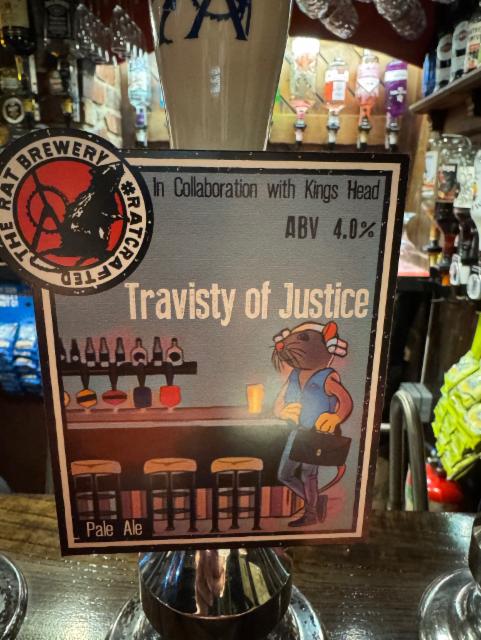 THE RAT BREWERY
#RATCRAFTED
In Collaboration with Kings Head
ABV 4.0%
Travisty of Justice
Pale Ale